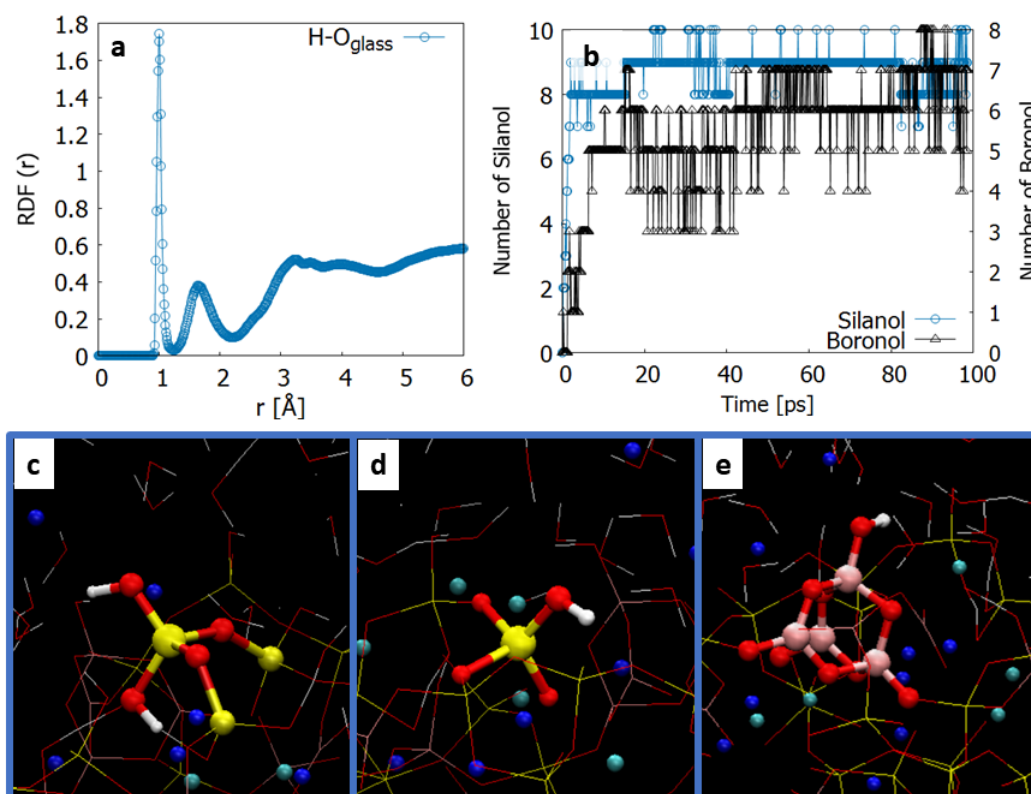 a
H-Oglass
RDF (r)
1.8
1.6
1.4
1.2
1
0.8
0.6
0.4
0.2
0
0 1 2 3 4 5 6
r [Å]
b
Number of Silanol
10
8
6
4
2
0
Silanol
Boronol
8
7
6
5
4
3
2
1
0
Number of Boronol
0 20 40 60 80 100
Time [ps]
c
d
e